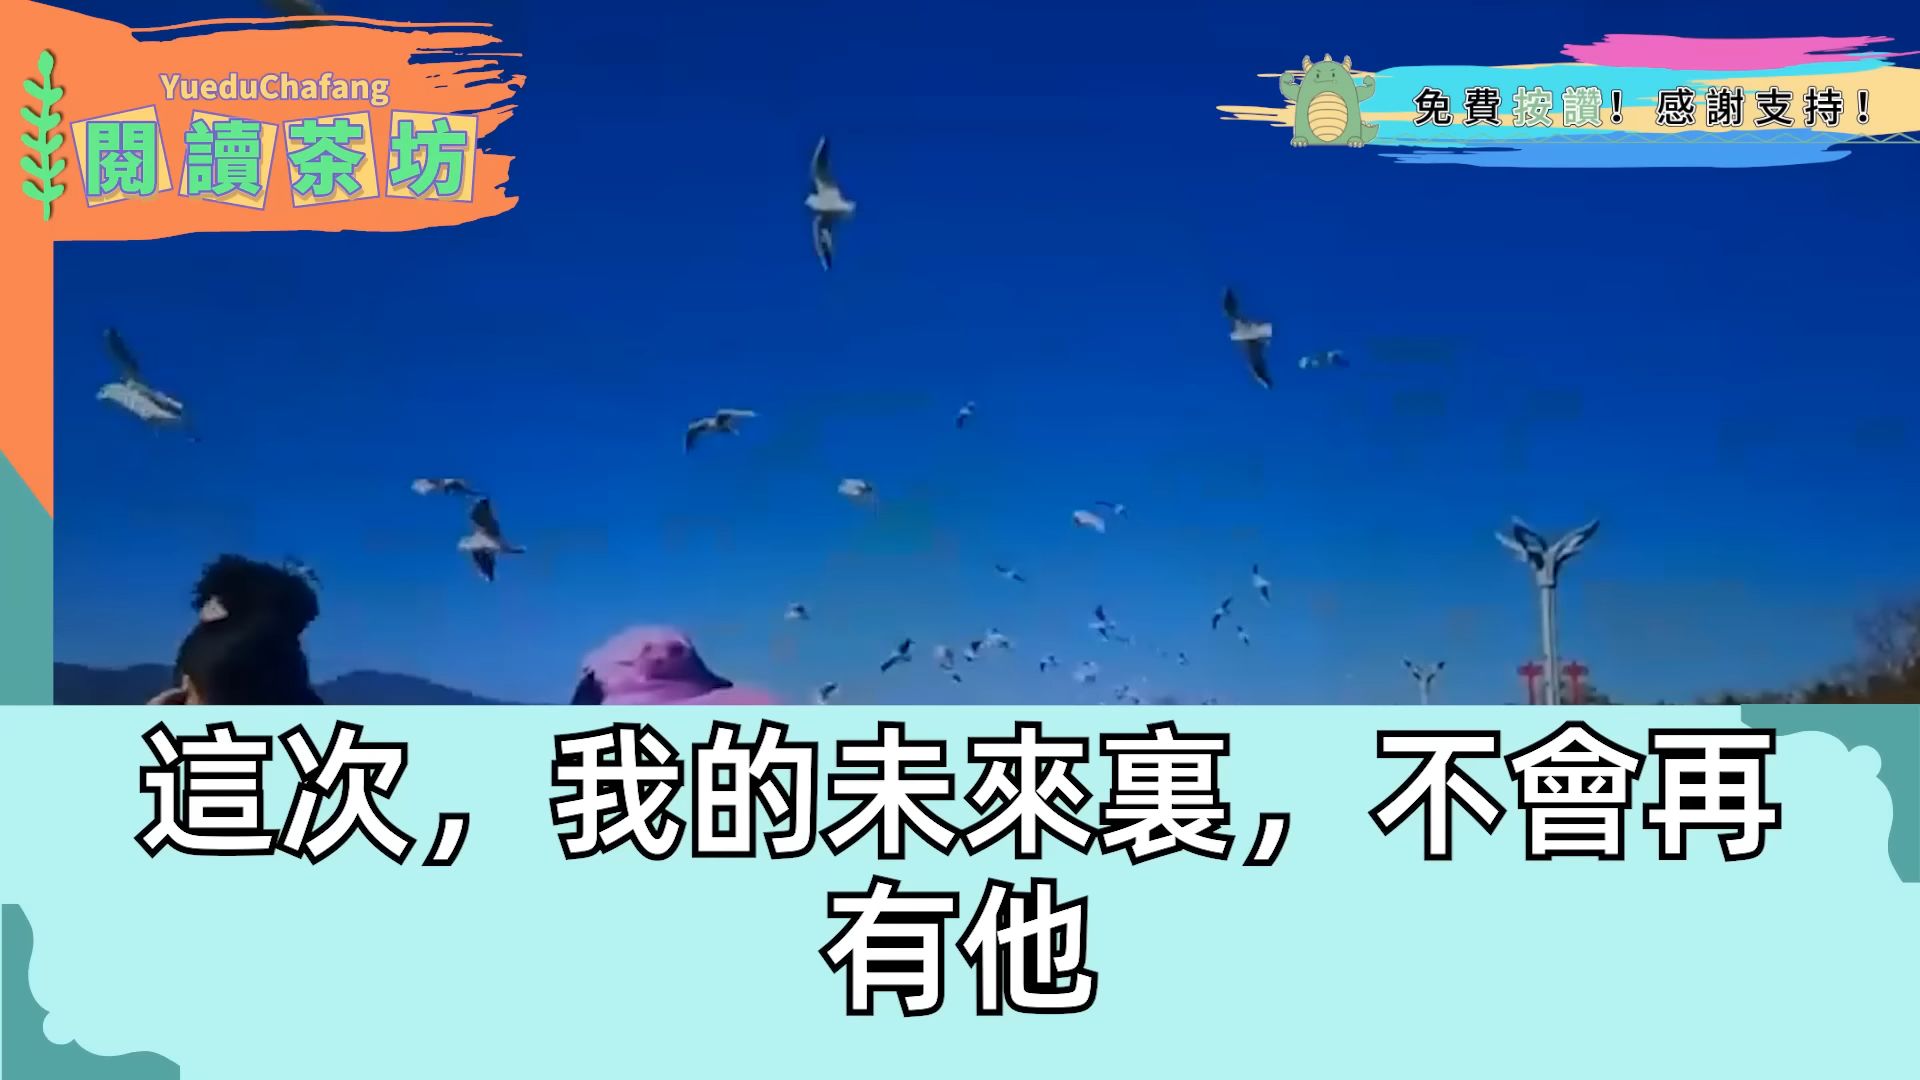 YueduChafang
閱讀茶坊
免費按讚！感謝支持！
這次，我的未來裏，不會再
有他